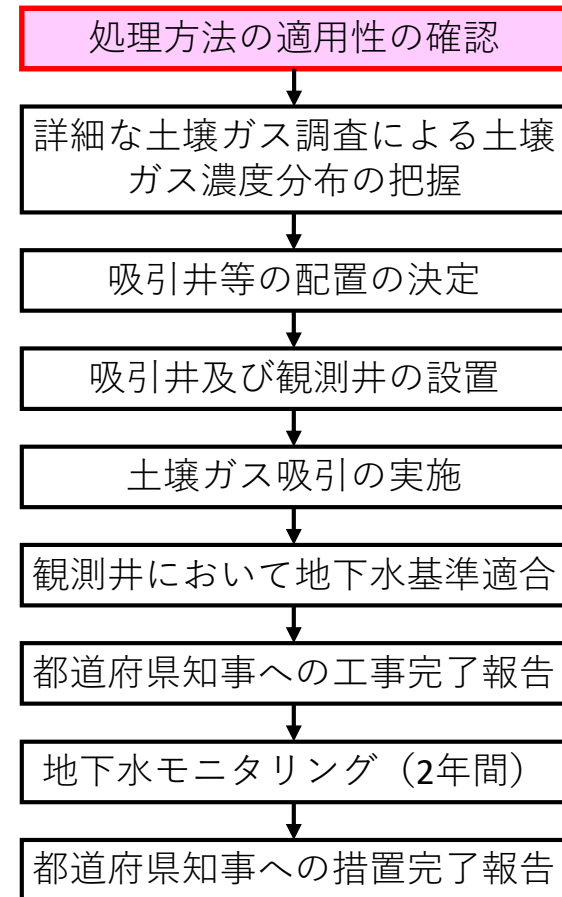 処理方法の適用性の確認
詳細な土壌ガス調査による土壌
ガス濃度分布の把握
吸引井等の配置の決定
吸引井及び観測井の設置
土壌ガス吸引の実施
観測井において地下水基準適合
都道府県知事への工事完了報告
地下水モニタリング（2年間）
都道府県知事への措置完了報告